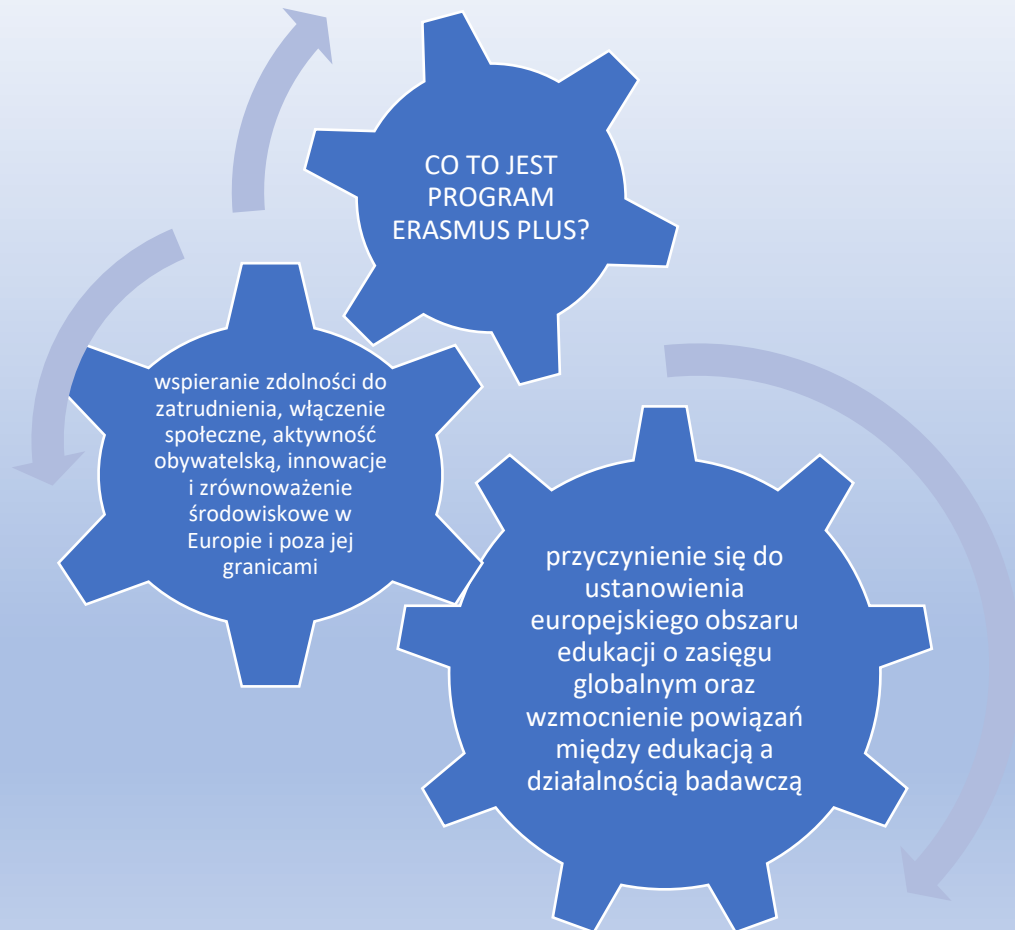 CO TO JEST
PROGRAM
ERASMUS PLUS?
wspieranie zdolności do
zatrudnienia, włączenie
społeczne, aktywność
obywatelską, innowacje
i zrównoważenie
środowiskowe w
Europie i poza jej
granicami
przyczynienie się do
ustanowienia
europejskiego obszaru
edukacji o zasięgu
globalnym oraz
wzmocnienie powiązań
między edukacją a
działalnością badawczą